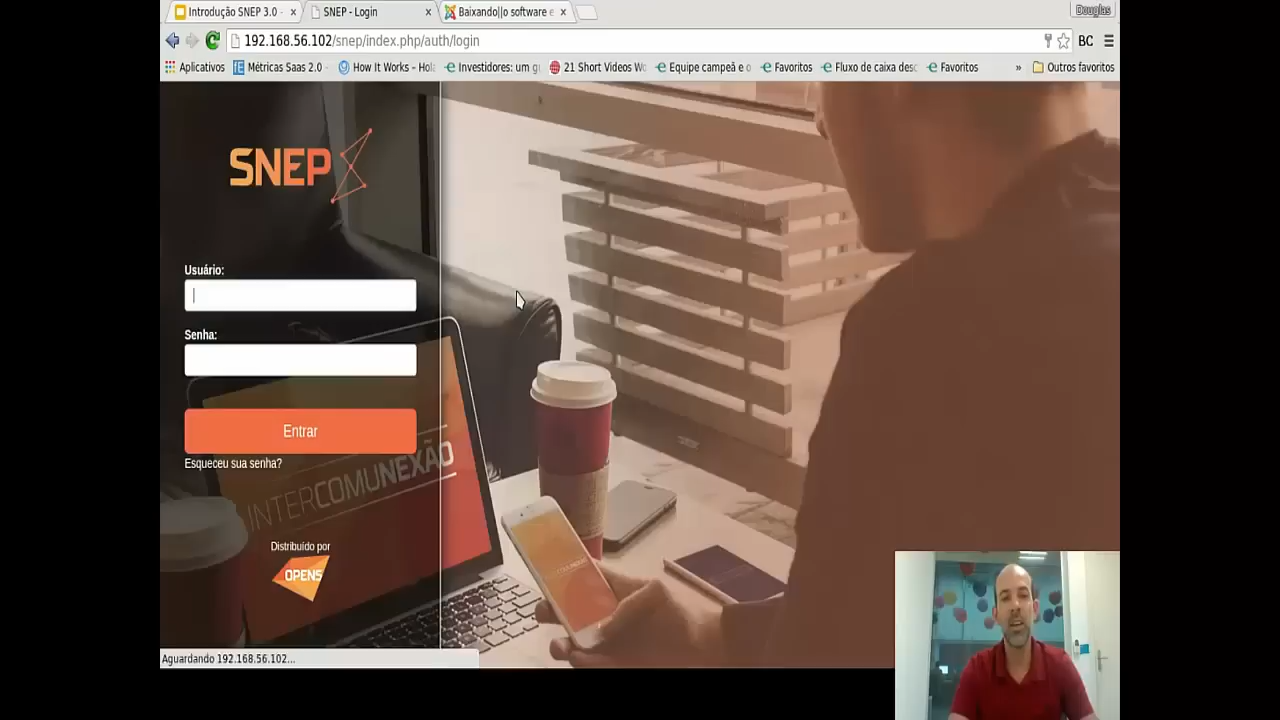 Introdução SNEP 3.0 -
SNEP - Login
Baixando||o software e
Douglas
192.168.56.102/snep/index.php/auth/login
BC
Aplicativos
Métricas Saas 2.0
How It Works – Hola
Investidores: um g
21 Short Videos Wo
Equipe campeã e o
Favoritos
Fluxo de caixa desc
Favoritos
»
Outros favoritos
SNEP
Usuário:
Senha:
Entrar
Esqueceu sua senha?
INTERCOMUNEXÃO
Distribuído por
OPENS
Aguardando 192.168.56.102...